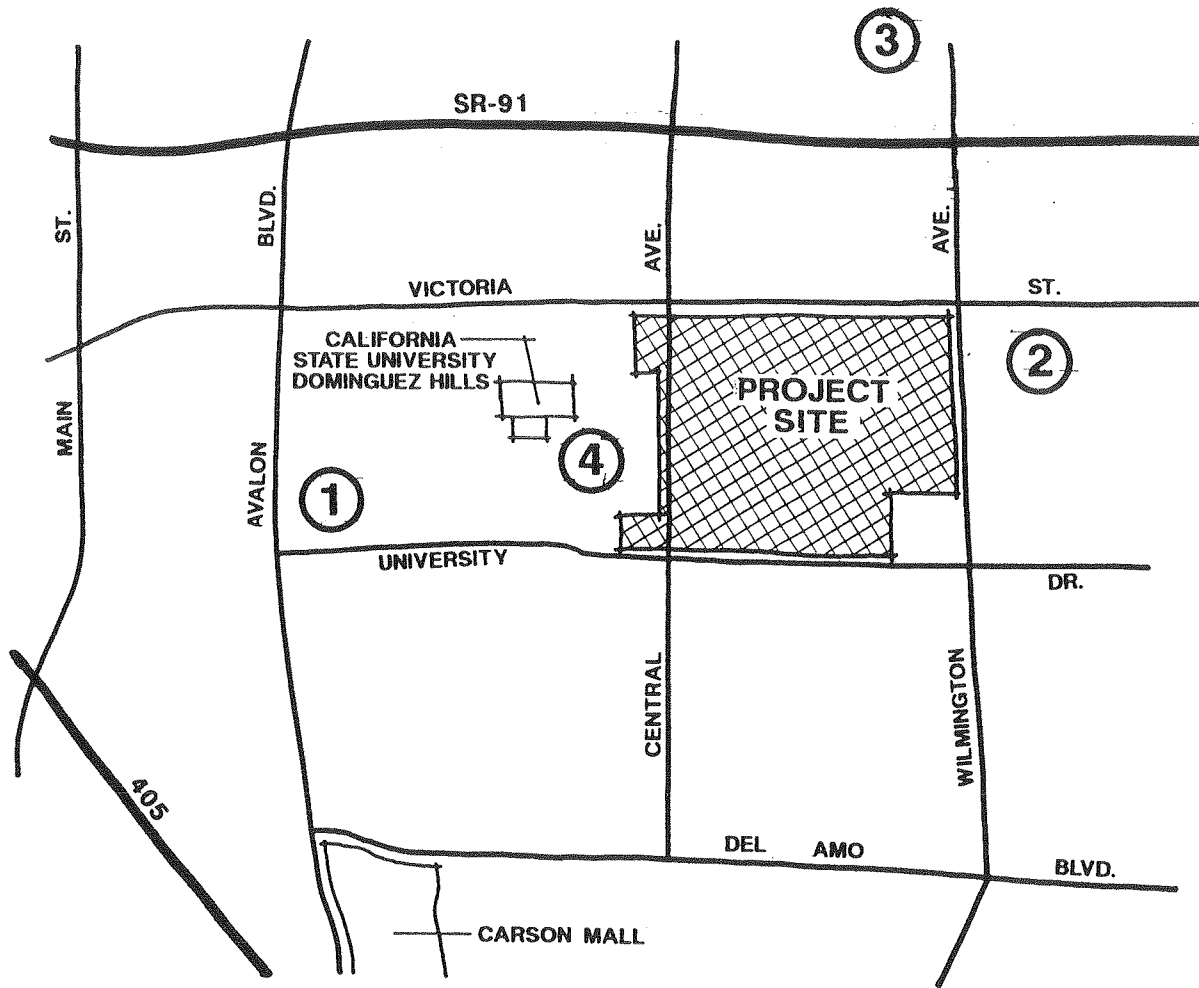 3
SR-91
ST.
BLVD.
AVE.
AVE.
VICTORIA
ST.
CALIFORNIA
STATE UNIVERSITY
DOMINGUEZ HILLS
2
PROJECT
SITE
MAIN
AVALON
4
1
UNIVERSITY
DR.
CENTRAL
WILMINGTON
405
DEL AMO
BLVD.
CARSON MALL